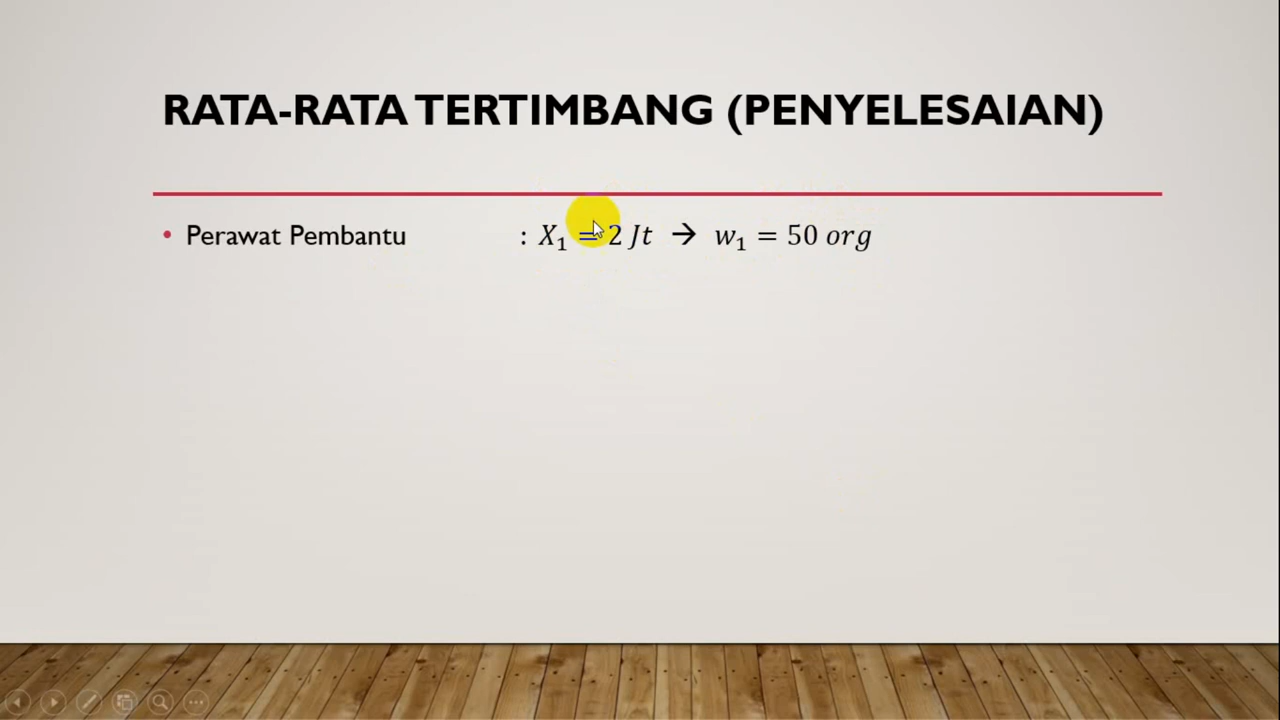 RATA-RATA TERTIMBANG (PENYELESAIAN)
• Perawat Pembantu : X₁ = 2 Jt → w₁ = 50 org